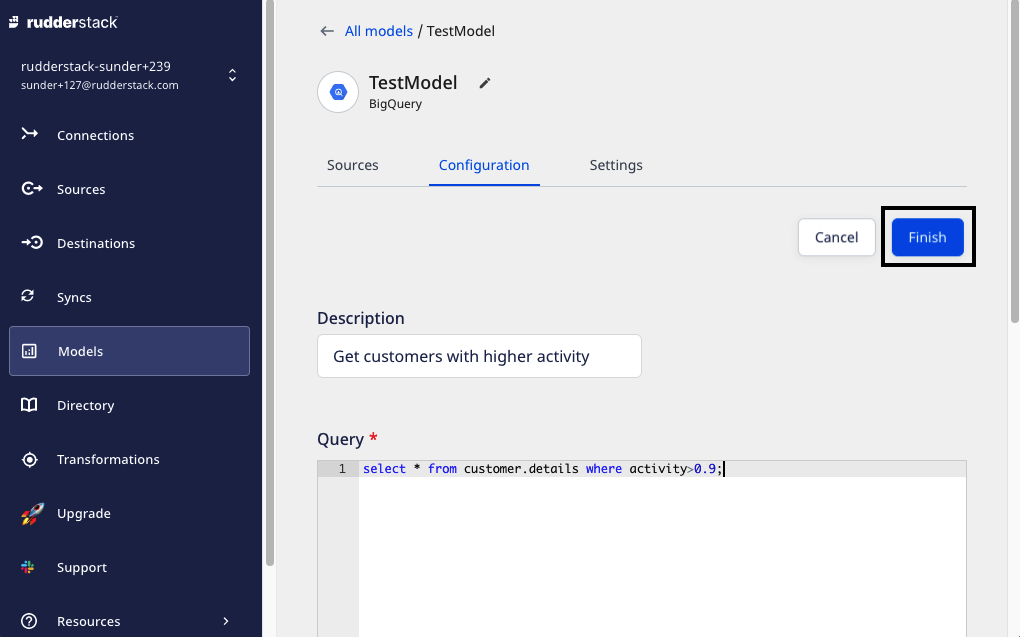 rudderstack
rudderstack-sunder+239
sunder+127@rudderstack.com
Connections
Sources
Destinations
Syncs
Models
Directory
Transformations
Upgrade
Support
Resources
All models / TestModel
TestModel
BigQuery
Sources Configuration Settings
Cancel Finish
Description
Get customers with higher activity
Query *
1 select * from customer.details where activity>0.9;